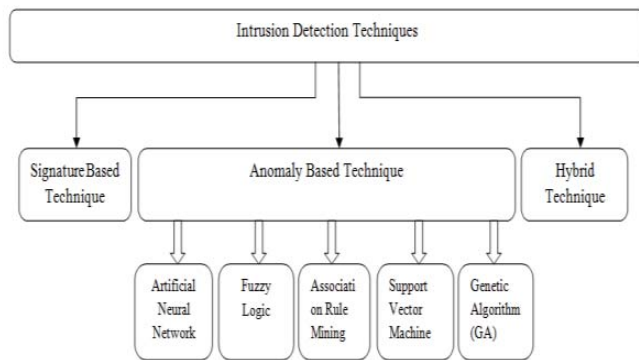 Intrusion Detection Techniques
Signature Based
Technique
Anomaly Based Technique
Hybrid
Technique
Artificial
Neural
Network
Fuzzy
Logic
Associati
on Rule
Mining
Support
Vector
Machine
Genetic
Algorithm
(GA)